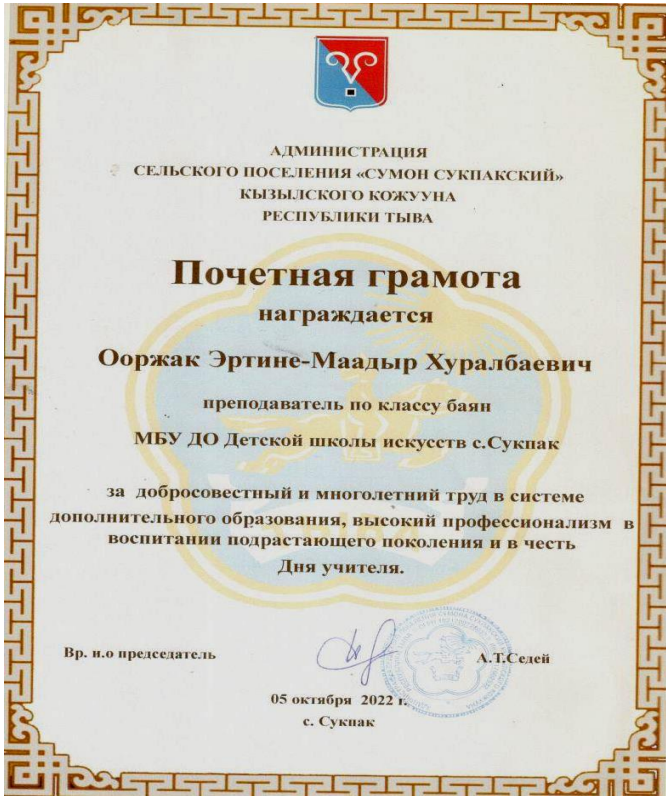 АДМИНИСТРАЦИЯ
СЕЛЬСКОГО ПОСЕЛЕНИЯ «СУМОН СУКПАКСКИЙ»
КЫЗЫЛСКОГО КОЖУУНА
РЕСПУБЛИКИ ТЫВА
Почетная грамота
награждается
Ооржак Эртине-Маадыр Хуралбаевич
преподаватель по классу баян
МБУ ДО Детской школы искусств с.Сукпак
за добросовестный и многолетний труд в системе
дополнительного образования, высокий профессионализм в
воспитании подрастающего поколения и в честь
Дня учителя.
Вр. и.о председатель А.Т.Седей
05 октября 2022 г.
с. Сукпак